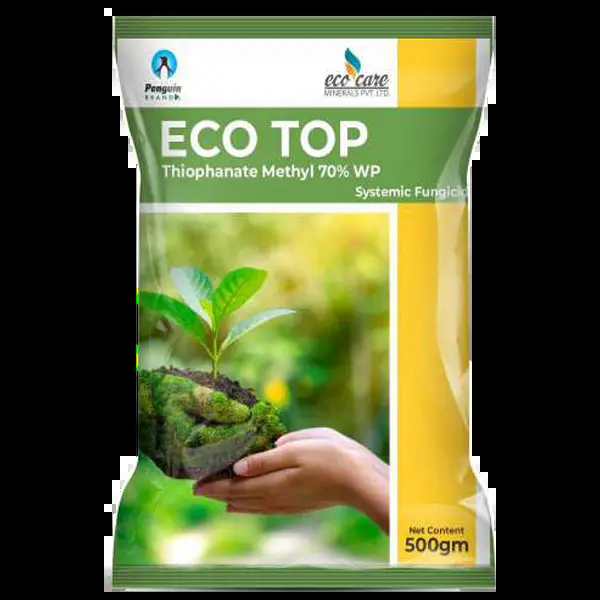 Penguin
BRAND
eco care
MINERALS PVT. LTD.
ECO TOP
Thiophanate Methyl 70% WP
Systemic Fungicid
Net Content
500gm